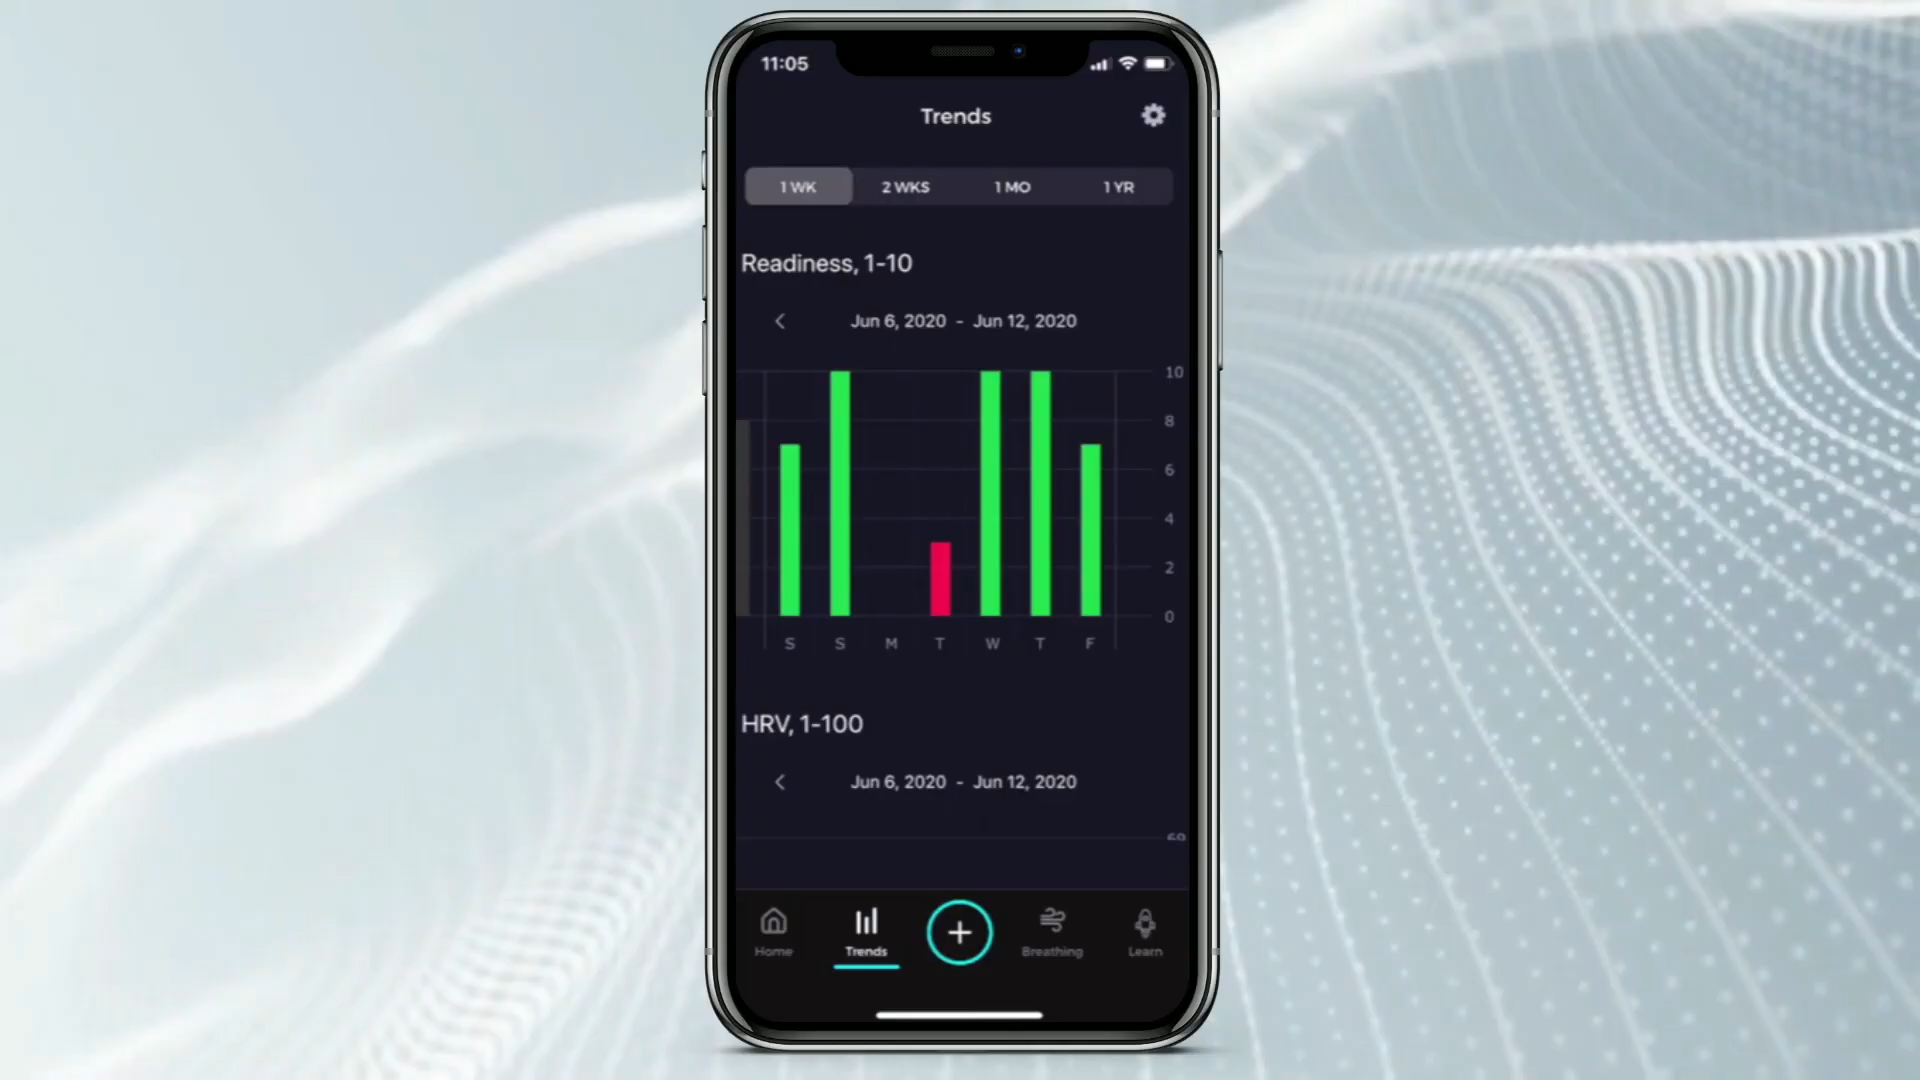 11:05
Trends
1 WK 2 WKS 1 MO 1 YR
Readiness, 1-10
Jun 6, 2020 - Jun 12, 2020
10
8
6
4
2
0
S S M T W T F
HRV, 1-100
Jun 6, 2020 - Jun 12, 2020
Home Trends Breathing Learn